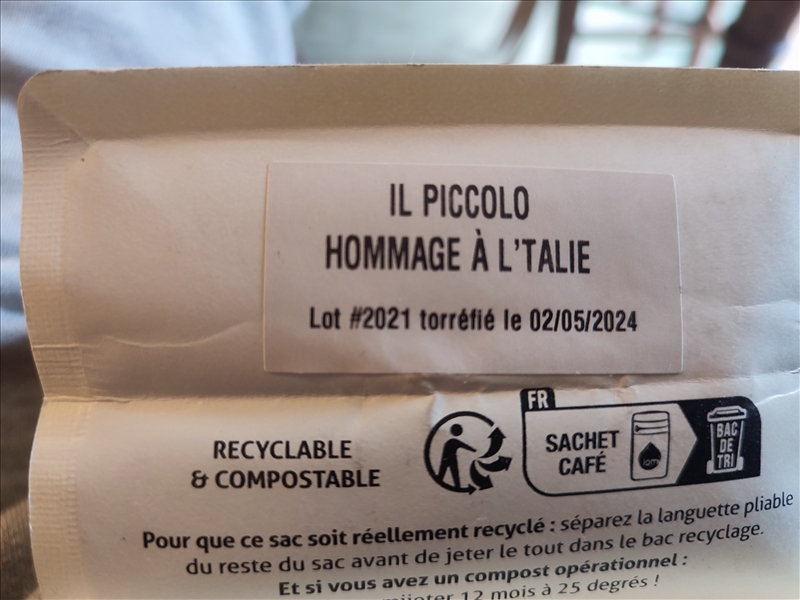 IL PICCOLO
HOMMAGE À L'TALIE
Lot #2021 torréfié le 02/05/2024
RECYCLABLE
& COMPOSTABLE
FR
SACHET
CAFÉ
BAC
DE
TRI
Pour que ce sac soit réellement recyclé : séparez la languette pliable
du reste du sac avant de jeter le tout dans le bac recyclage.
Et si vous avez un compost opérationnel :
12 mois à 25 degrés !